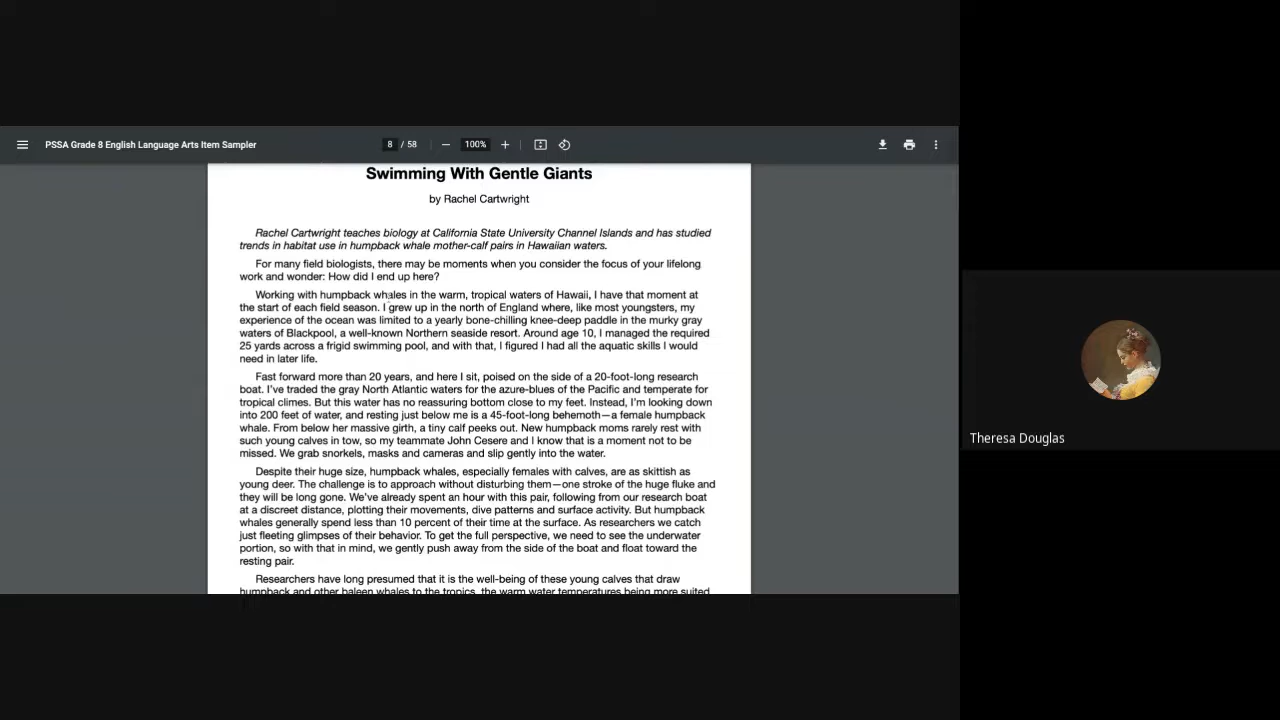 PSSA Grade 8 English Language Arts Item Sampler
8 / 58
100%
Swimming With Gentle Giants
by Rachel Cartwright
Rachel Cartwright teaches biology at California State University Channel Islands and has studied
trends in habitat use in humpback whale mother-calf pairs in Hawaiian waters.
For many field biologists, there may be moments when you consider the focus of your lifelong
work and wonder: How did I end up here?
Working with humpback whales in the warm, tropical waters of Hawaii, I have that moment at
the start of each field season. I grew up in the north of England where, like most youngsters, my
experience of the ocean was limited to a yearly bone-chilling knee-deep paddle in the murky gray
waters of Blackpool, a well-known Northern seaside resort. Around age 10, I managed the required
25 yards across a frigid swimming pool, and with that, I figured I had all the aquatic skills I would
need in later life.
Fast forward more than 20 years, and here I sit, poised on the side of a 20-foot-long research
boat. I've traded the gray North Atlantic waters for the azure-blues of the Pacific and temperate for
tropical climes. But this water has no reassuring bottom close to my feet. Instead, I'm looking down
into 200 feet of water, and resting just below me is a 45-foot-long behemoth—a female humpback
whale. From below her massive girth, a tiny calf peeks out. New humpback moms rarely rest with
such young calves in tow, so my teammate John Cesere and I know that is a moment not to be
missed. We grab snorkels, masks and cameras and slip gently into the water.
Despite their huge size, humpback whales, especially females with calves, are as skittish as
young deer. The challenge is to approach without disturbing them—one stroke of the huge fluke and
they will be long gone. We've already spent an hour with this pair, following from our research boat
at a discreet distance, plotting their movements, dive patterns and surface activity. But humpback
whales generally spend less than 10 percent of their time at the surface. As researchers we catch
just fleeting glimpses of their behavior. To get the full perspective, we need to see the underwater
portion, so with that in mind, we gently push away from the side of the boat and float toward the
resting pair.
Researchers have long presumed that it is the well-being of these young calves that draw
humpback and other baleen whales to the tropics, the warm water temperatures being more suited
Theresa Douglas